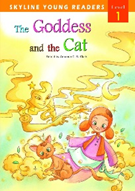 SKYLINE YOUNG READERS
Level
1
The Goddess
and the Cat